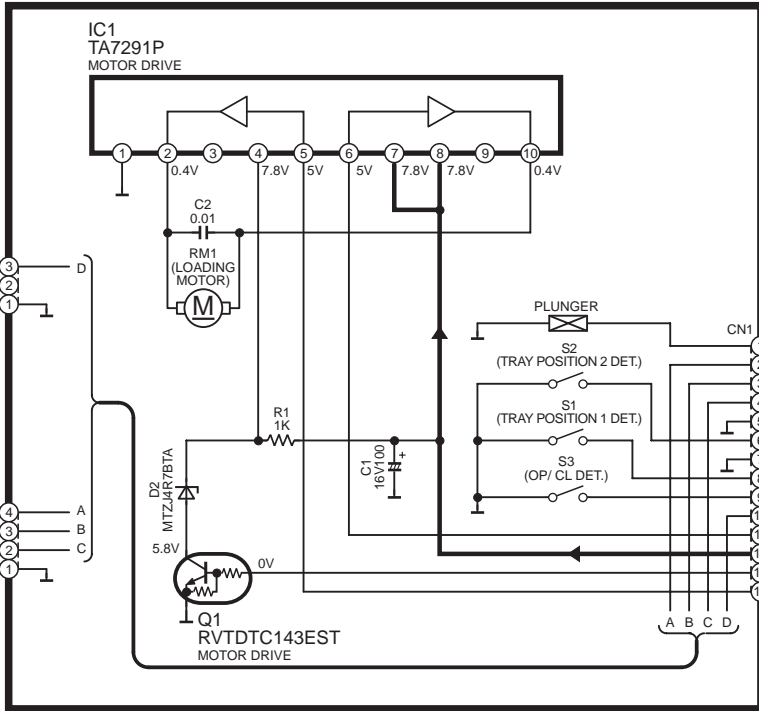 IC1
TA7291P
MOTOR DRIVE
1 2 3 4 5 6 7 8 9 10
0.4V 7.8V 5V 5V 7.8V 7.8V 0.4V
C2
0.01
RM1
(LOADING
MOTOR)
M
3 D
2
1
PLUNGER
CN1
S2
(TRAY POSITION 2 DET.)
S1
(TRAY POSITION 1 DET.)
S3
(OP/ CL DET.)
R1
1K
C1
16V100
+
D2
MTZJ4R7BTA
4 A
3 B
2 C
1
5.8V
0V
Q1
RVTDTC143EST
MOTOR DRIVE
A B C D